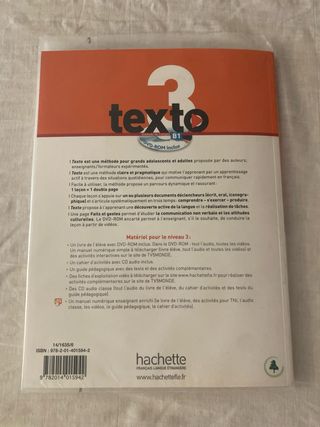 3
texto
DVD-ROM inclus
B1
Texto est une méthode pour grands adolescents et adultes proposée par des auteurs,
enseignants/formateurs expérimentés.
Texto est une méthode claire et pragmatique qui motive l'apprenant par un apprentissage
actif à travers des situations quotidiennes, pour communiquer rapidement en français.
Facile à utiliser, la méthode propose un parcours dynamique et rassurant :
1 leçon = 1 double page
Chaque leçon s'appuie sur un ou plusieurs documents déclencheurs (écrit, oral, iconogra-
phique) et s'articule systématiquement en trois temps: comprendre – s'exercer – produire.
Texto propose à l'apprenant une découverte active de la langue et la réalisation de tâches.
Une page Faits et gestes permet d'étudier la communication non verbale et les attitudes
culturelles. Le DVD-ROM encarté permet à l'enseignant, s'il le souhaite, de conduire la
leçon à partir de vidéos.
Matériel pour le niveau 3 :
Un livre de l'élève avec DVD-ROM inclus. Dans le DVD-ROM : tout l'audio, toutes les vidéos.
Un manuel numérique simple à télécharger (livre élève, tout l'audio et toutes les vidéos) et
des activités interactives sur le site de TV5MONDE.
Un cahier d'activités avec CD audio inclus.
Un guide pédagogique avec des tests et des activités complémentaires.
Des fiches d'exploitation vidéo à télécharger sur le site www.hachettefle.fr pour réaliser des
activités complémentaires sur le site de TV5MONDE.
Des CD audio classe (tout l'audio du livre de l'élève, du cahier d'activités et des tests du
guide pédagogique)
Un manuel numérique enseignant enrichi (le livre de l'élève, des activités pour TNI, l'audio
classe, la vidéo, le guide pédagogique, le cahier d'activités).
14/1635/6
ISBN : 978-2-01-401594-2
9 782014 015942
hachette
FRANÇAIS LANGUE ÉTRANGÈRE
www.hachettefle.fr